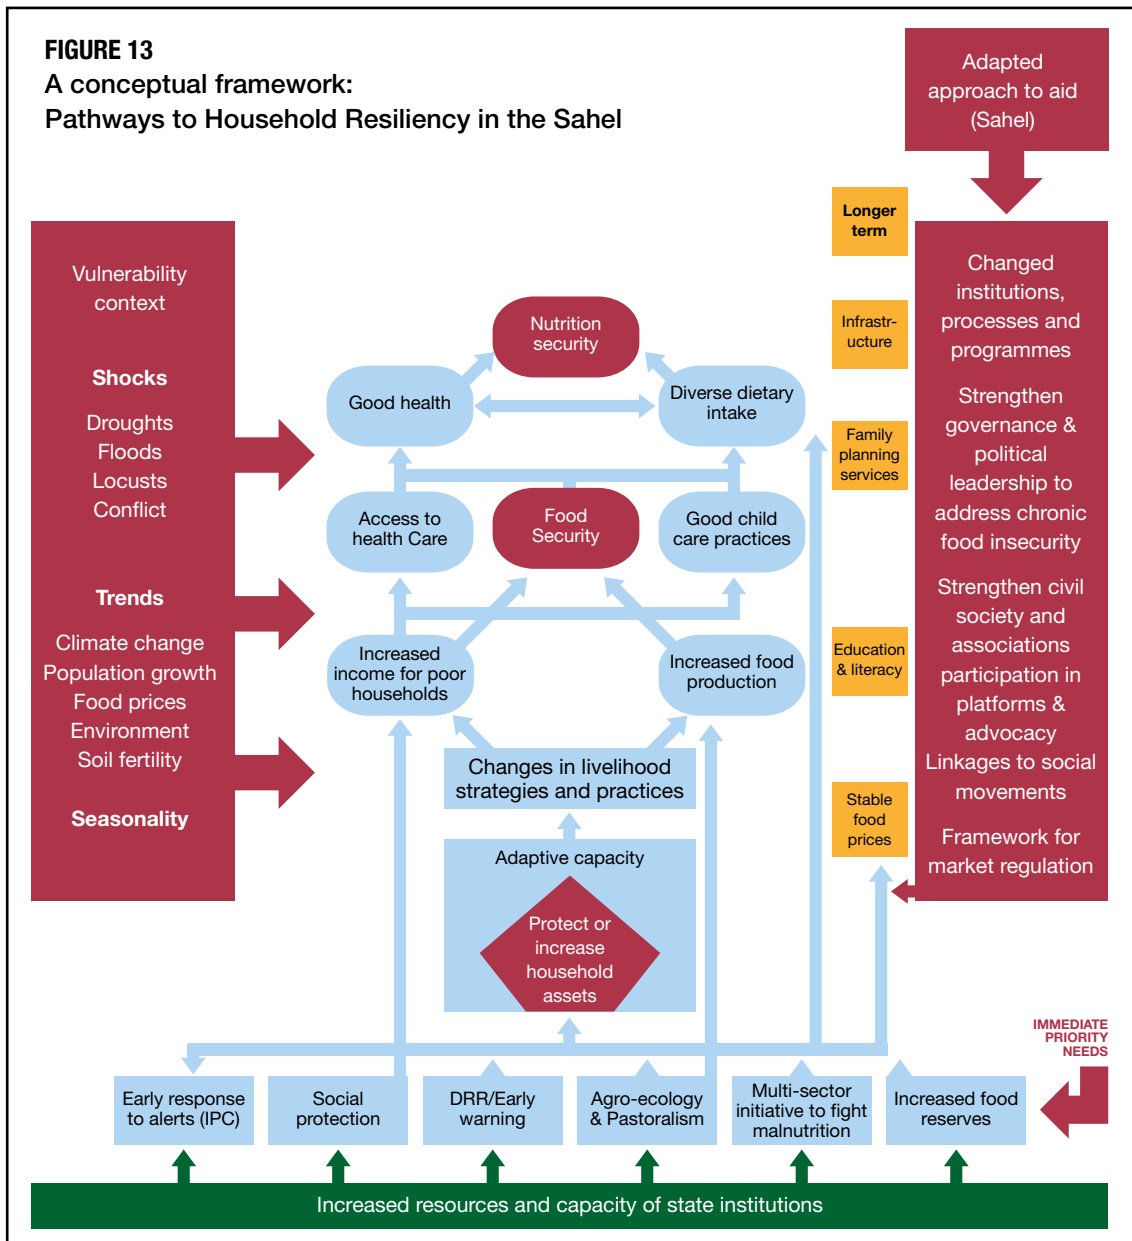 FIGURE 13
A conceptual framework:
Pathways to Household Resiliency in the Sahel
Adapted
approach to aid
(Sahel)
Vulnerability
context
Shocks
Droughts
Floods
Locusts
Conflict
Trends
Climate change
Population growth
Food prices
Environment
Soil fertility
Seasonality
Nutrition
security
Good health
Diverse dietary
intake
Access to
health Care
Food
Security
Good child
care practices
Increased
income for poor
households
Increased food
production
Changes in livelihood
strategies and practices
Adaptive capacity
Protect or
increase
household
assets
Longer
term
Infrastr-
ucture
Family
planning
services
Education
& literacy
Stable
food
prices
Changed
institutions,
processes and
programmes
Strengthen
governance &
political
leadership to
address chronic
food insecurity
Strengthen civil
society and
associations
participation in
platforms &
advocacy
Linkages to social
movements
Framework for
market regulation
IMMEDIATE
PRIORITY
NEEDS
Early response
to alerts (IPC)
Social
protection
DRR/Early
warning
Agro-ecology
& Pastoralism
Multi-sector
initiative to fight
malnutrition
Increased food
reserves
Increased resources and capacity of state institutions